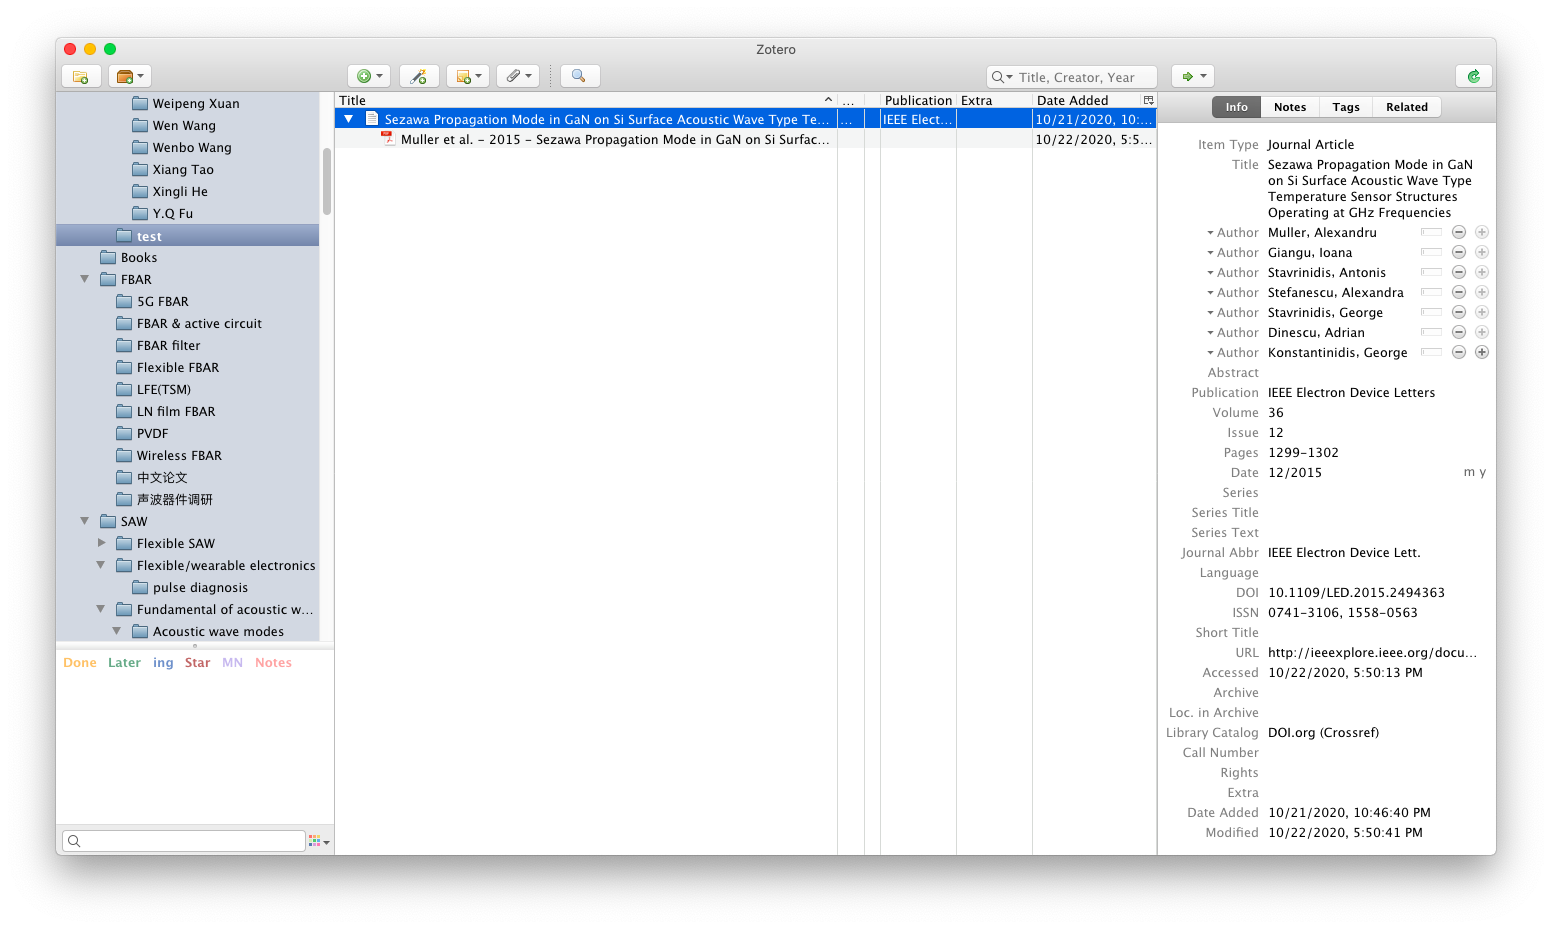 Zotero
Title, Creator, Year
Weipeng Xuan
Wen Wang
Wenbo Wang
Xiang Tao
Xingli He
Y.Q Fu
test
Books
FBAR
5G FBAR
FBAR & active circuit
FBAR filter
Flexible FBAR
LFE(TSM)
LN film FBAR
PVDF
Wireless FBAR
中文论文
声波器件调研
SAW
Flexible SAW
Flexible/wearable electronics
pulse diagnosis
Fundamental of acoustic w...
Acoustic wave modes
Done Later ing Star MN Notes
Title ... Publication Extra Date Added
Sezawa Propagation Mode in GaN on Si Surface Acoustic Wave Type Te... ... IEEE Elect... 10/21/2020, 10:...
Muller et al. - 2015 - Sezawa Propagation Mode in GaN on Si Surfac... 10/22/2020, 5:5...
Info Notes Tags Related
Item Type Journal Article
Title Sezawa Propagation Mode in GaN
on Si Surface Acoustic Wave Type
Temperature Sensor Structures
Operating at GHz Frequencies
Author Muller, Alexandru
Author Giangu, Ioana
Author Stavrinidis, Antonis
Author Stefanescu, Alexandra
Author Stavrinidis, George
Author Dinescu, Adrian
Author Konstantinidis, George
Abstract
Publication IEEE Electron Device Letters
Volume 36
Issue 12
Pages 1299-1302
Date 12/2015 m y
Series
Series Title
Series Text
Journal Abbr IEEE Electron Device Lett.
Language
DOI 10.1109/LED.2015.2494363
ISSN 0741-3106, 1558-0563
Short Title
URL http://ieeexplore.ieee.org/docu...
Accessed 10/22/2020, 5:50:13 PM
Archive
Loc. in Archive
Library Catalog DOI.org (Crossref)
Call Number
Rights
Extra
Date Added 10/21/2020, 10:46:40 PM
Modified 10/22/2020, 5:50:41 PM